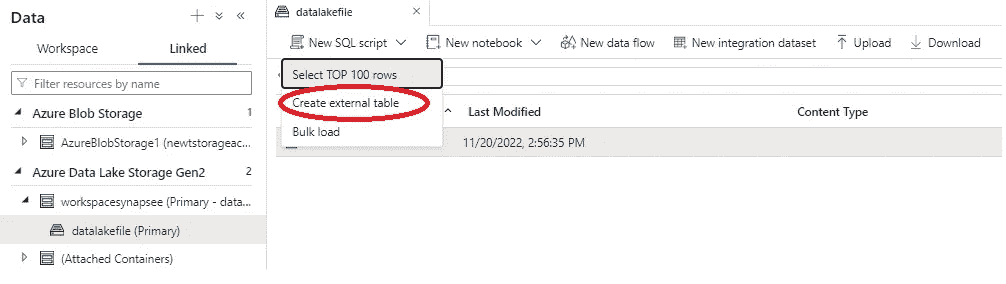 Data
Workspace
Linked
Filter resources by name
Azure Blob Storage 1
AzureBlobStorage1 (newtstorageac...
Azure Data Lake Storage Gen2 2
workspacesynapsee (Primary - data...
datalakefile (Primary)
(Attached Containers)
datalakefile
New SQL script
New notebook
New data flow
New integration dataset
Upload
Download
Select TOP 100 rows
Create external table
Bulk load
Last Modified
Content Type
11/20/2022, 2:56:35 PM